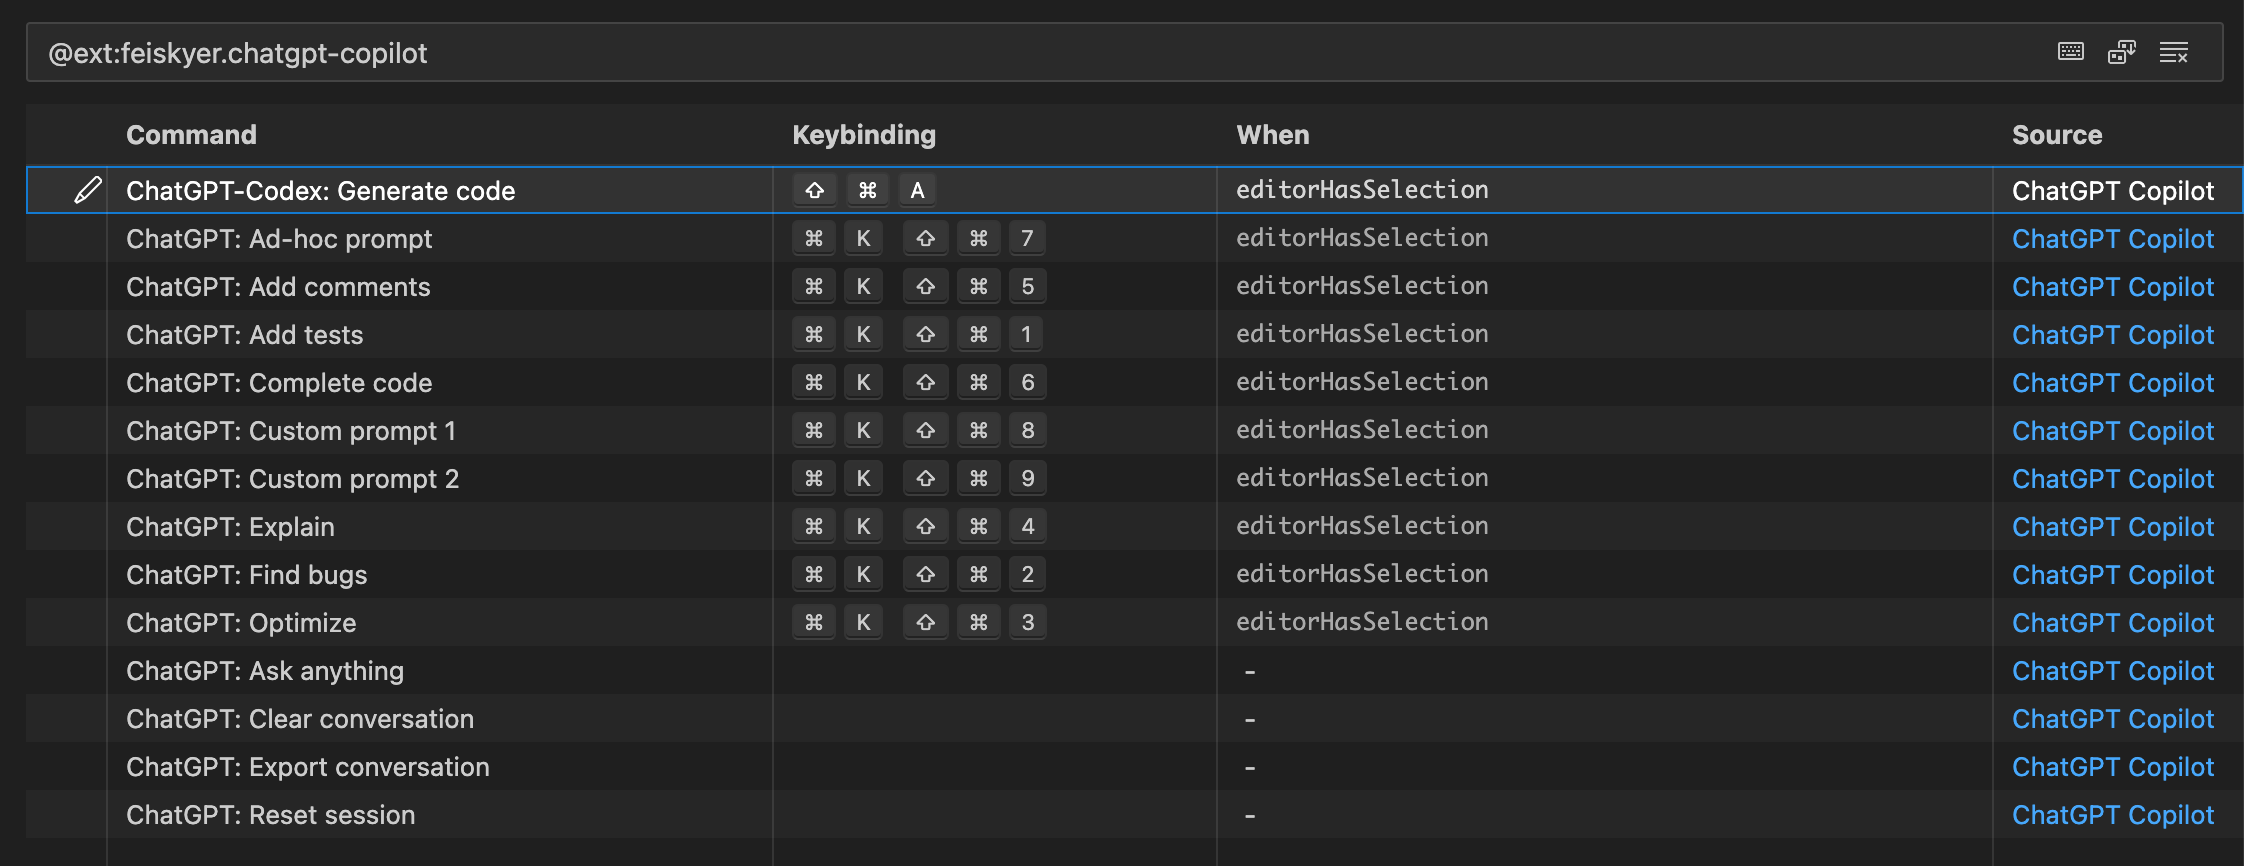 @ext:feiskyer.chatgpt-copilot
Command Keybinding When Source
ChatGPT-Codex: Generate code ⇧ ⌘ A editorHasSelection ChatGPT Copilot
ChatGPT: Ad-hoc prompt ⌘ K ⇧ ⌘ 7 editorHasSelection ChatGPT Copilot
ChatGPT: Add comments ⌘ K ⇧ ⌘ 5 editorHasSelection ChatGPT Copilot
ChatGPT: Add tests ⌘ K ⇧ ⌘ 1 editorHasSelection ChatGPT Copilot
ChatGPT: Complete code ⌘ K ⇧ ⌘ 6 editorHasSelection ChatGPT Copilot
ChatGPT: Custom prompt 1 ⌘ K ⇧ ⌘ 8 editorHasSelection ChatGPT Copilot
ChatGPT: Custom prompt 2 ⌘ K ⇧ ⌘ 9 editorHasSelection ChatGPT Copilot
ChatGPT: Explain ⌘ K ⇧ ⌘ 4 editorHasSelection ChatGPT Copilot
ChatGPT: Find bugs ⌘ K ⇧ ⌘ 2 editorHasSelection ChatGPT Copilot
ChatGPT: Optimize ⌘ K ⇧ ⌘ 3 editorHasSelection ChatGPT Copilot
ChatGPT: Ask anything - ChatGPT Copilot
ChatGPT: Clear conversation - ChatGPT Copilot
ChatGPT: Export conversation - ChatGPT Copilot
ChatGPT: Reset session - ChatGPT Copilot